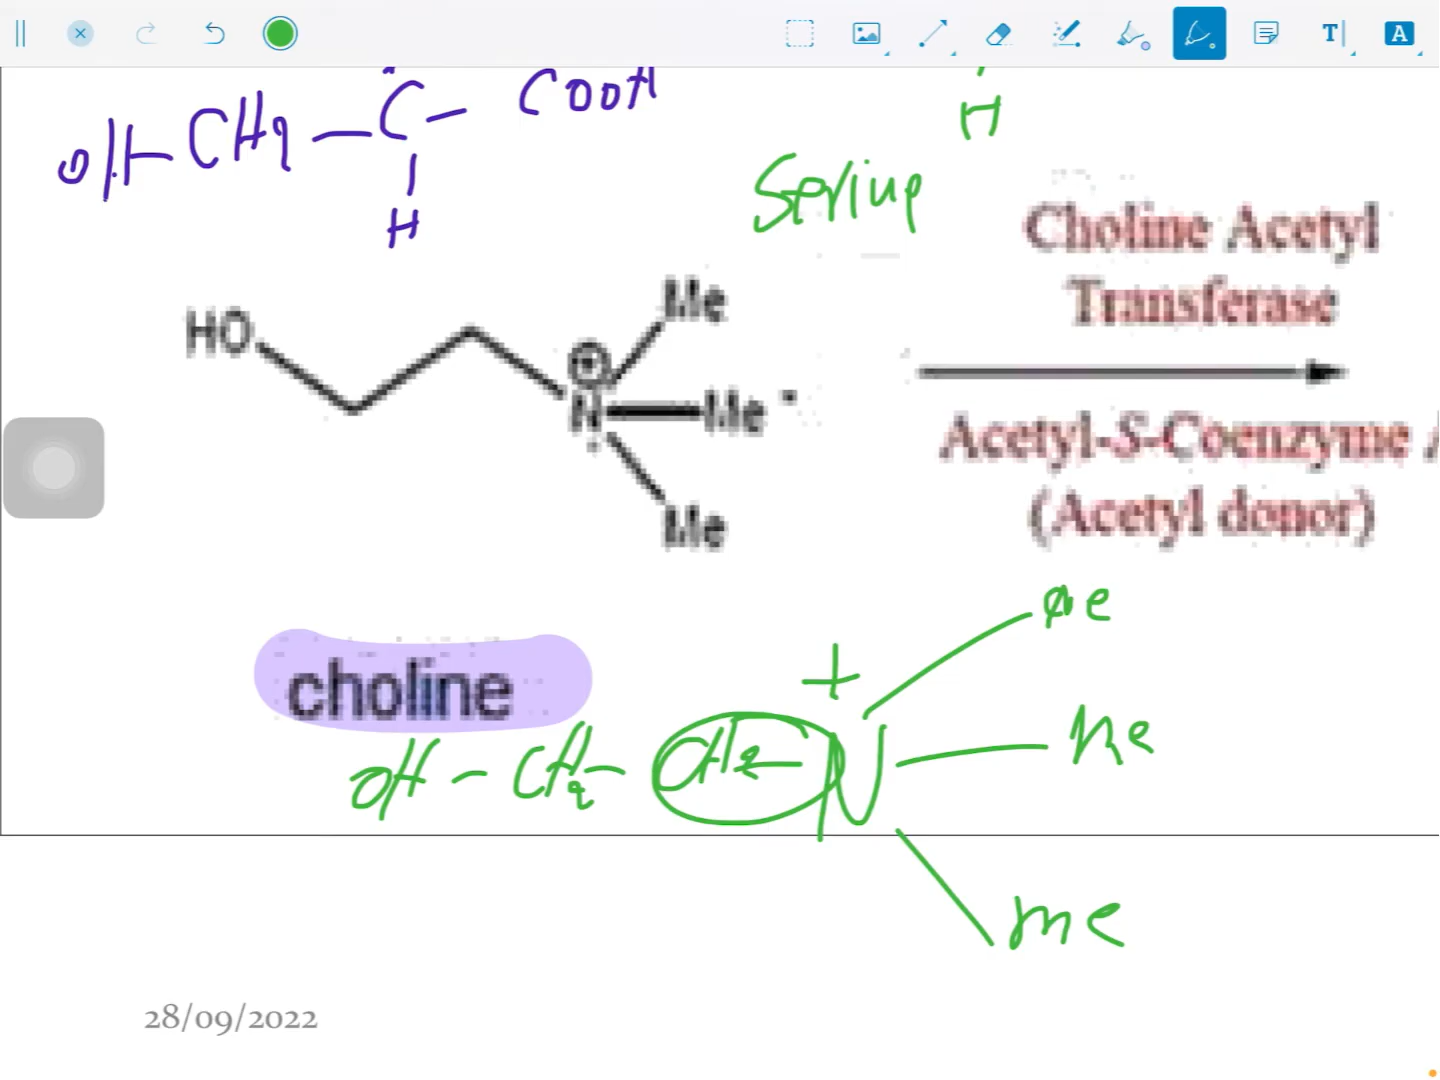 OH - CH2 - C - COOH
H
H
Serine
Choline Acetyl
Transferase
HO
Me
⊕
N
Me
Me
Acetyl-S-Coenzyme A
(Acetyl donor)
choline
OH - CH2 - CH2 - N
+
me
me
me
28/09/2022